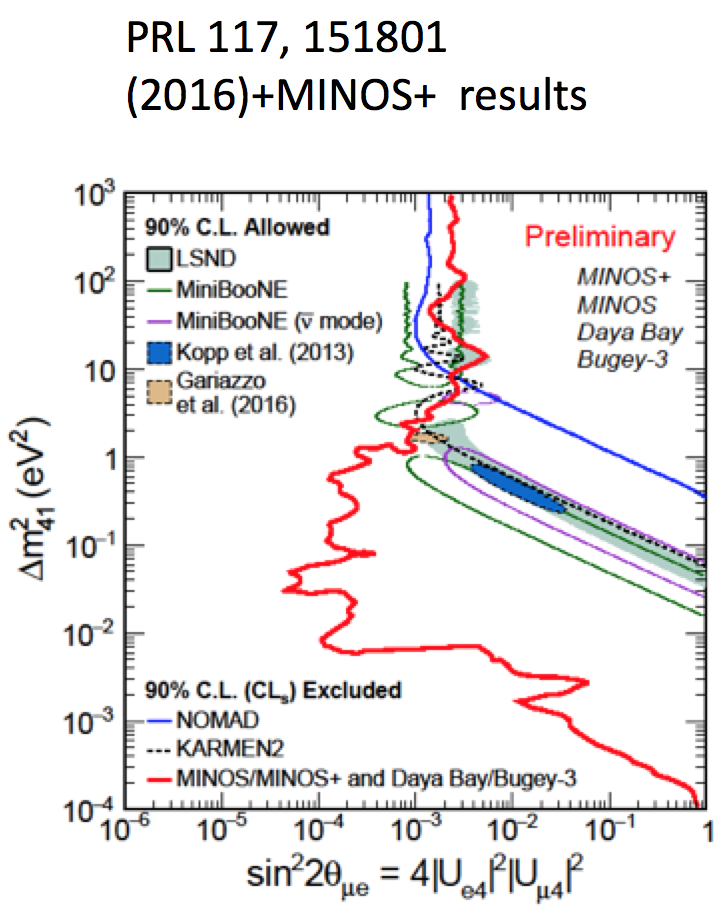 PRL 117, 151801
(2016)+MINOS+ results
10³
10²
10
1
10⁻¹
10⁻²
10⁻³
10⁻⁴
Δm²₄₁ (eV²)
90% C.L. Allowed
LSND
MiniBooNE
MiniBooNE (ν̅ mode)
Kopp et al. (2013)
Gariazzo
et al. (2016)
Preliminary
MINOS+
MINOS
Daya Bay
Bugey-3
90% C.L. (CLₛ) Excluded
NOMAD
KARMEN2
MINOS/MINOS+ and Daya Bay/Bugey-3
10⁻⁶ 10⁻⁵ 10⁻⁴ 10⁻³ 10⁻² 10⁻¹ 1
sin²2θμe = 4|Ue4|²|Uμ4|²